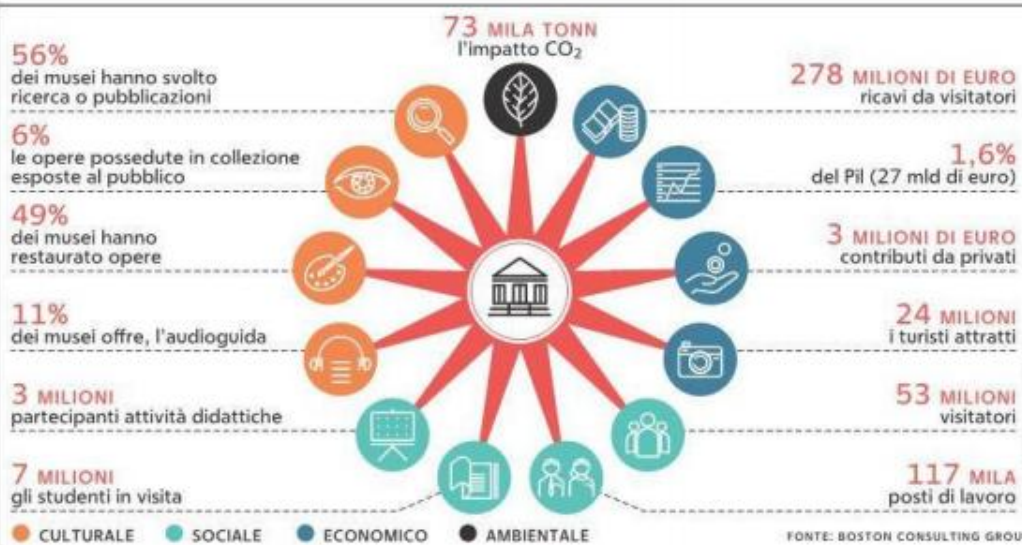 73 MILA TONN
l'impatto CO₂
56%
dei musei hanno svolto
ricerca o pubblicazioni
6%
le opere possedute in collezione
esposte al pubblico
49%
dei musei hanno
restaurato opere
11%
dei musei offre, l'audioguida
3 MILIONI
partecipanti attività didattiche
7 MILIONI
gli studenti in visita
278 MILIONI DI EURO
ricavi da visitatori
1,6%
del Pil (27 mld di euro)
3 MILIONI DI EURO
contributi da privati
24 MILIONI
i turisti attratti
53 MILIONI
visitatori
117 MILA
posti di lavoro
CULTURALE SOCIALE ECONOMICO AMBIENTALE
FONTE: BOSTON CONSULTING GROU